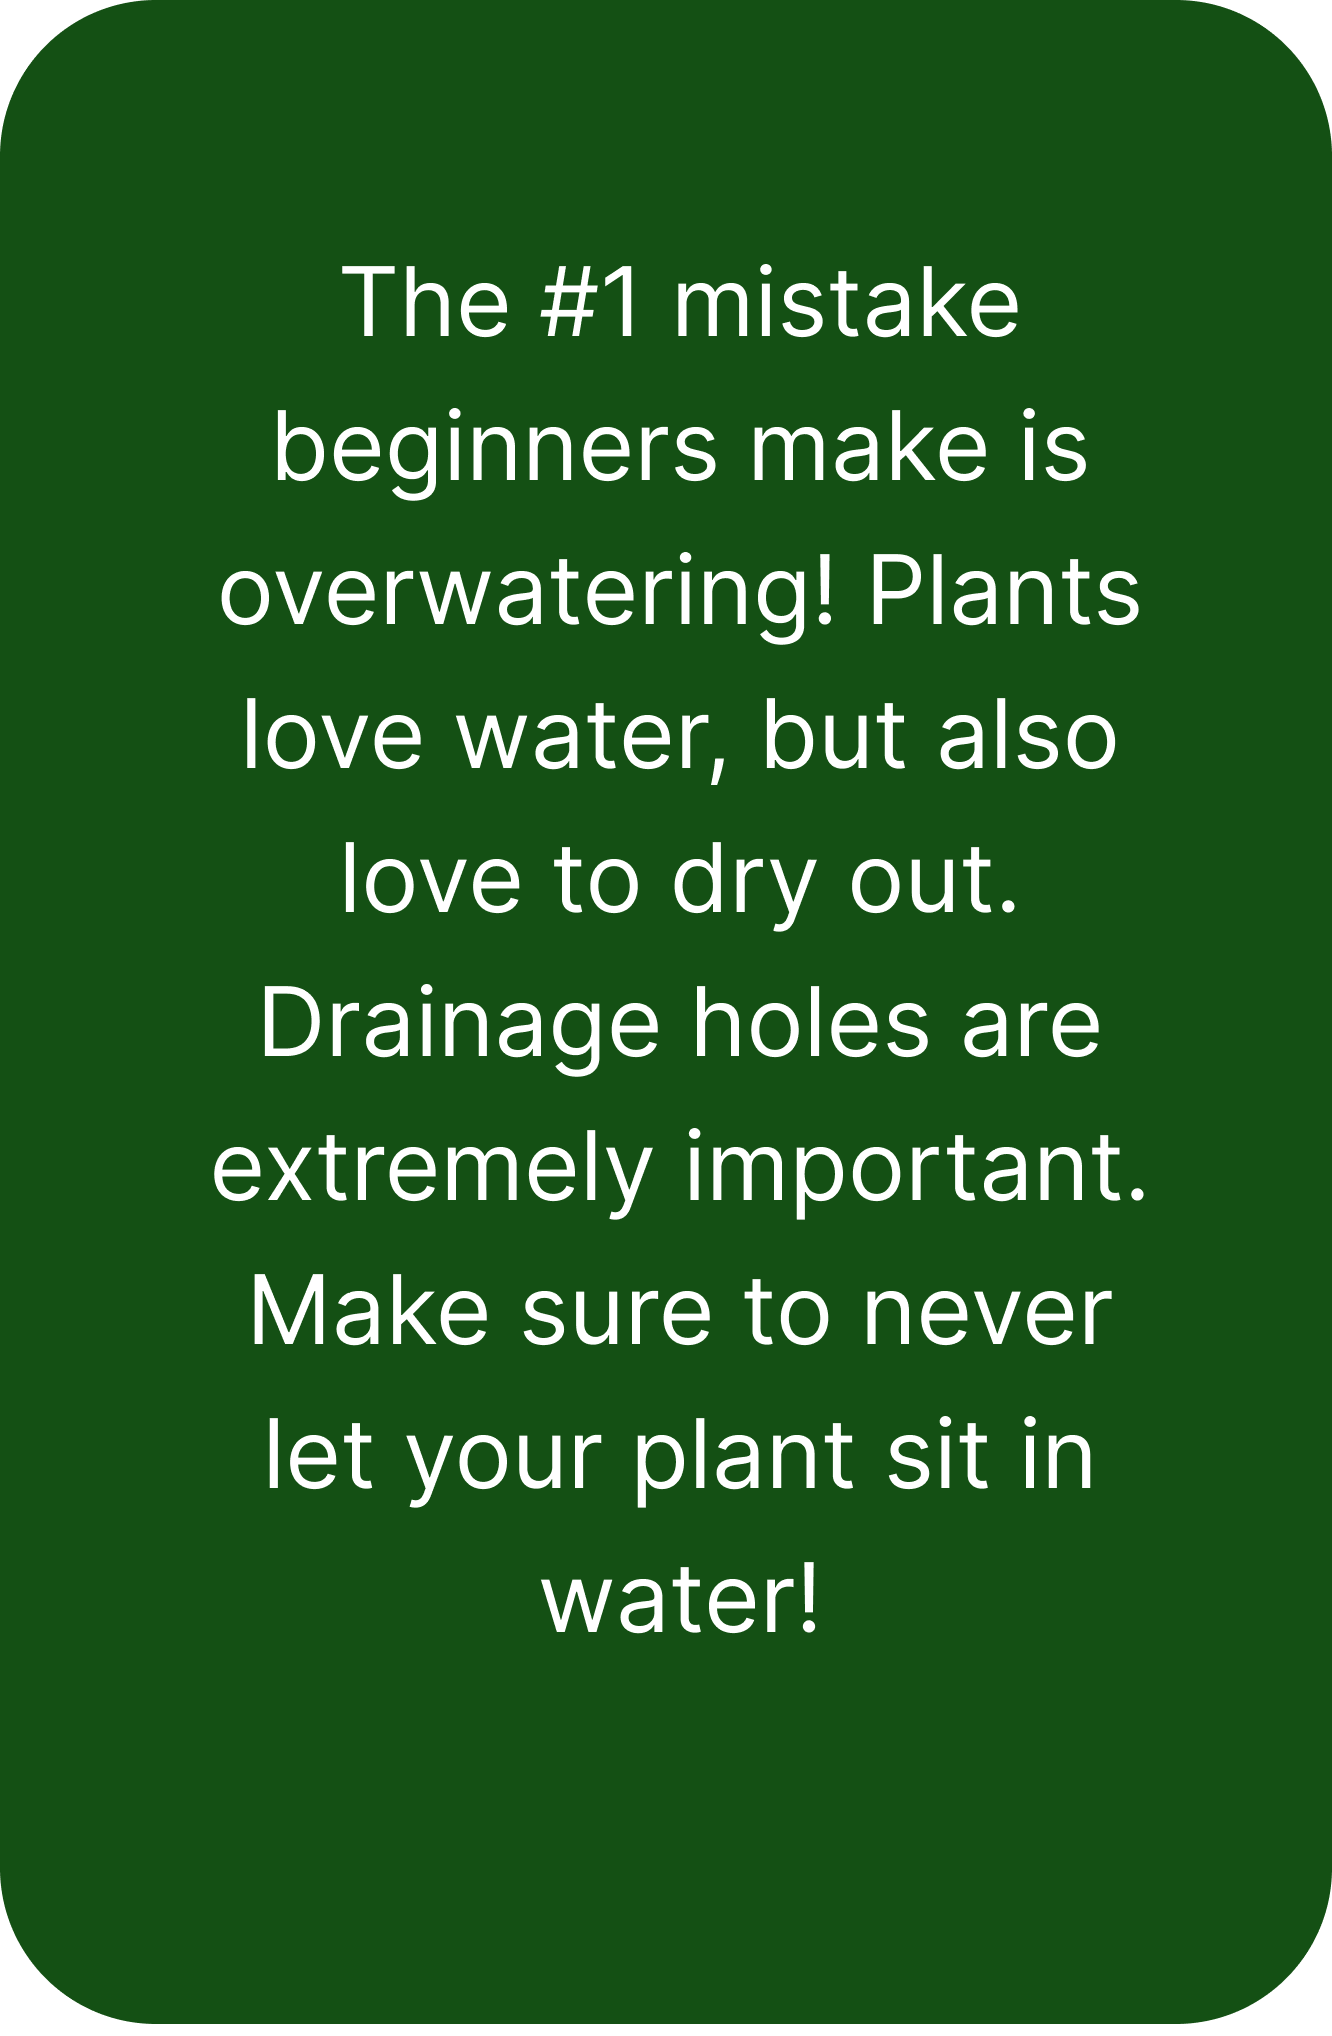 The #1 mistake
beginners make is
overwatering! Plants
love water, but also
love to dry out.
Drainage holes are
extremely important.
Make sure to never
let your plant sit in
water!